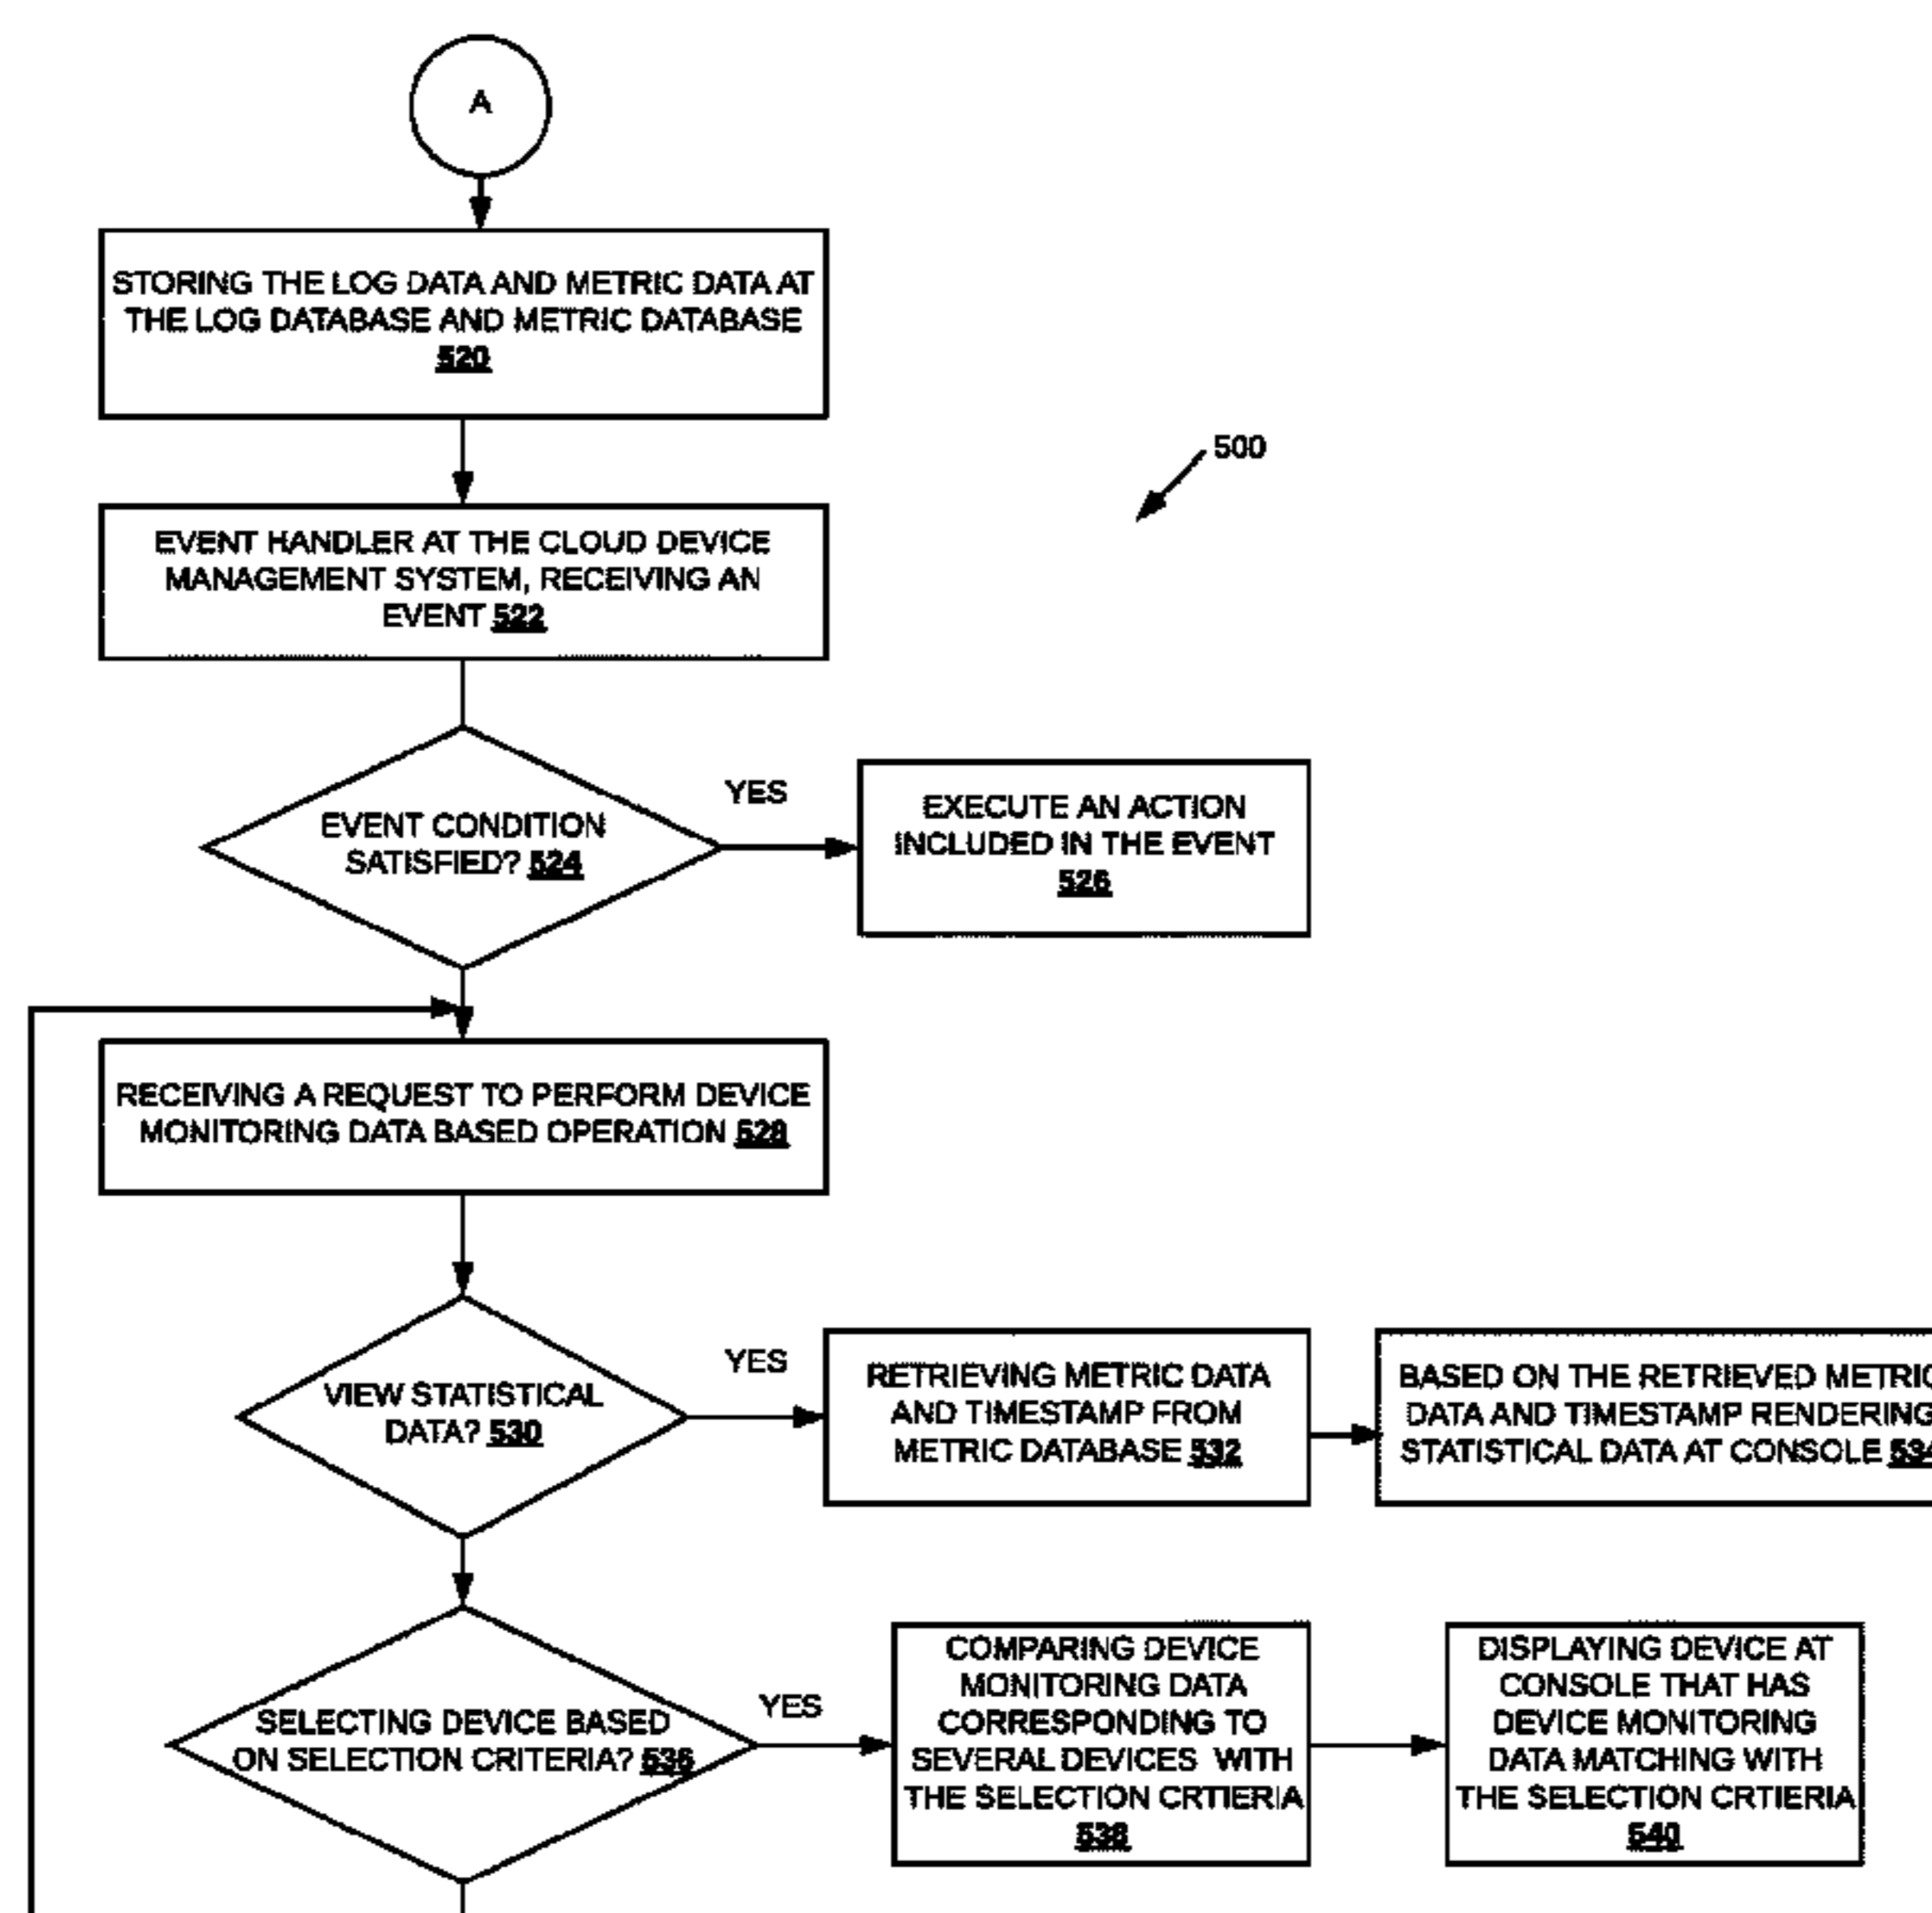 A
STORING THE LOG DATA AND METRIC DATA AT
THE LOG DATABASE AND METRIC DATABASE
520
500
EVENT HANDLER AT THE CLOUD DEVICE
MANAGEMENT SYSTEM, RECEIVING AN
EVENT 522
EVENT CONDITION
SATISFIED? 524
YES
EXECUTE AN ACTION
INCLUDED IN THE EVENT
526
RECEIVING A REQUEST TO PERFORM DEVICE
MONITORING DATA BASED OPERATION 528
VIEW STATISTICAL
DATA? 530
YES
RETRIEVING METRIC DATA
AND TIMESTAMP FROM
METRIC DATABASE 532
BASED ON THE RETRIEVED METRIC
DATA AND TIMESTAMP RENDERING
STATISTICAL DATA AT CONSOLE 534
SELECTING DEVICE BASED
ON SELECTION CRITERIA? 536
YES
COMPARING DEVICE
MONITORING DATA
CORRESPONDING TO
SEVERAL DEVICES WITH
THE SELECTION CRTIERIA
538
DISPLAYING DEVICE AT
CONSOLE THAT HAS
DEVICE MONITORING
DATA MATCHING WITH
THE SELECTION CRTIERIA
540